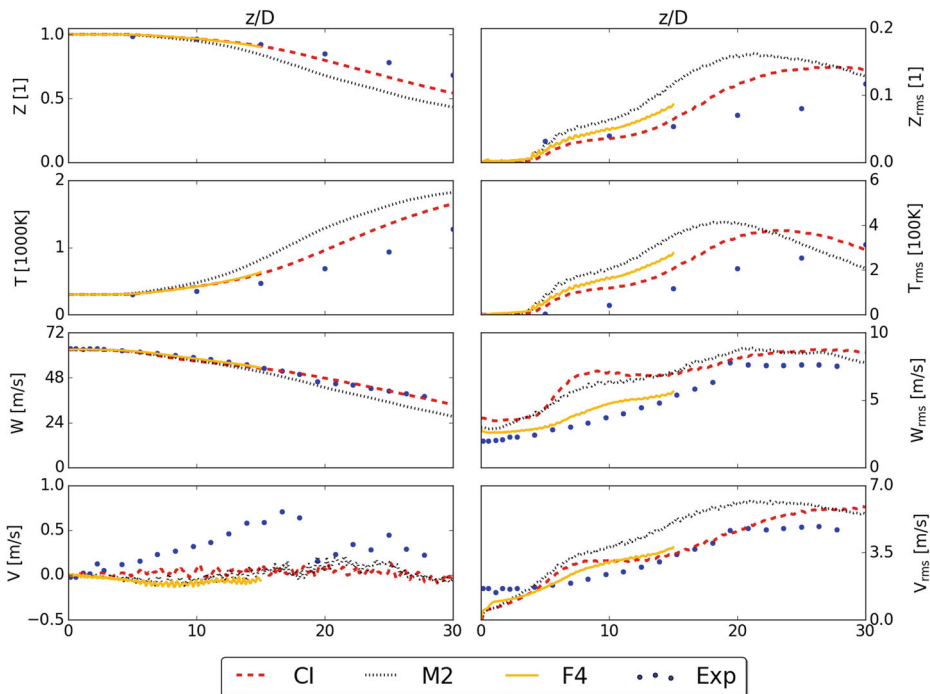 z/D
z/D
1.0
0.5
0.0
Z [1]
0.2
0.1
0.0
Z_rms [1]
2
1
0
T [1000K]
6
4
2
0
T_rms [100K]
72
48
24
0
W [m/s]
10
5
0
W_rms [m/s]
1.0
0.5
0.0
−0.5
V [m/s]
7.0
3.5
0.0
V_rms [m/s]
0 10 20 30
0 10 20 30
CI M2 F4 Exp